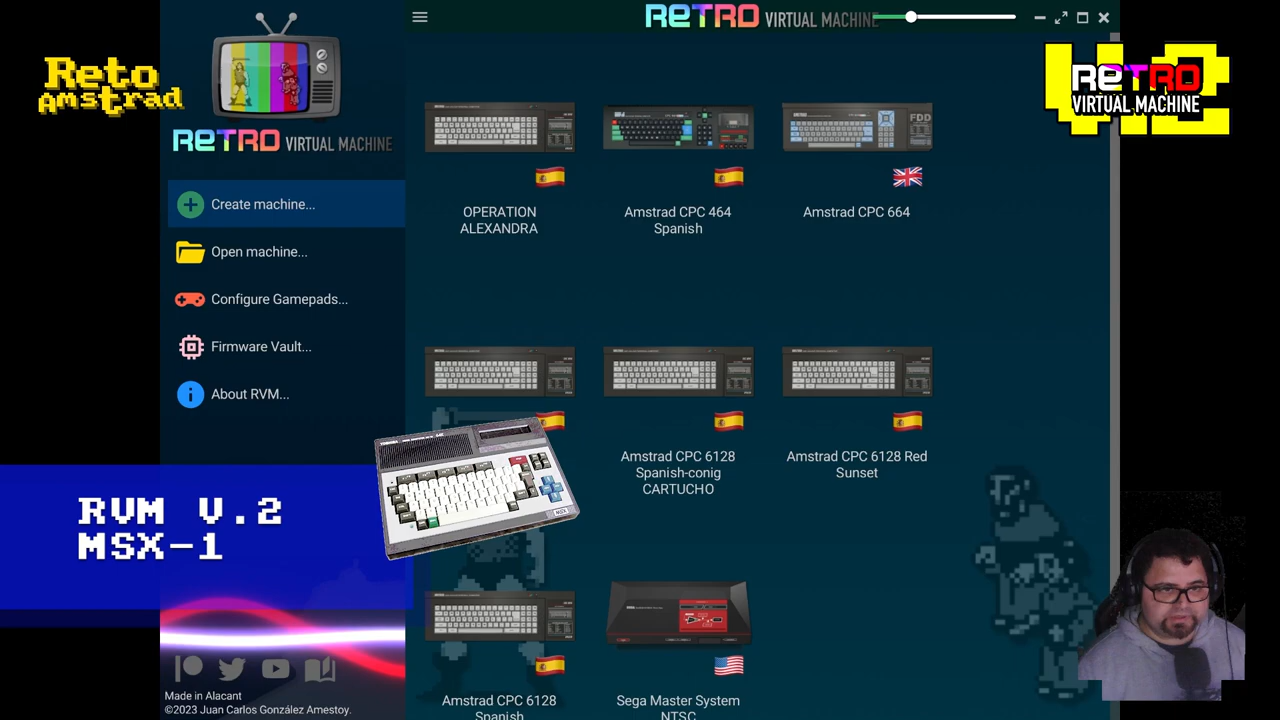 Reto
Amstrad
RETRO VIRTUAL MACHINE
Create machine...
Open machine...
Configure Gamepads...
Firmware Vault...
About RVM...
RVM V.2
MSX-1
Made in Alacant
©2023 Juan Carlos González Amestoy.
RETRO VIRTUAL MACHINE
OPERATION
ALEXANDRA
Amstrad CPC 464
Spanish
FDD
Amstrad CPC 664
Amstrad CPC 6128
Spanish-conig
CARTUCHO
Amstrad CPC 6128 Red
Sunset
MSX
Amstrad CPC 6128
Spanish
Sega Master System
NTSC
V2
RETRO
VIRTUAL MACHINE